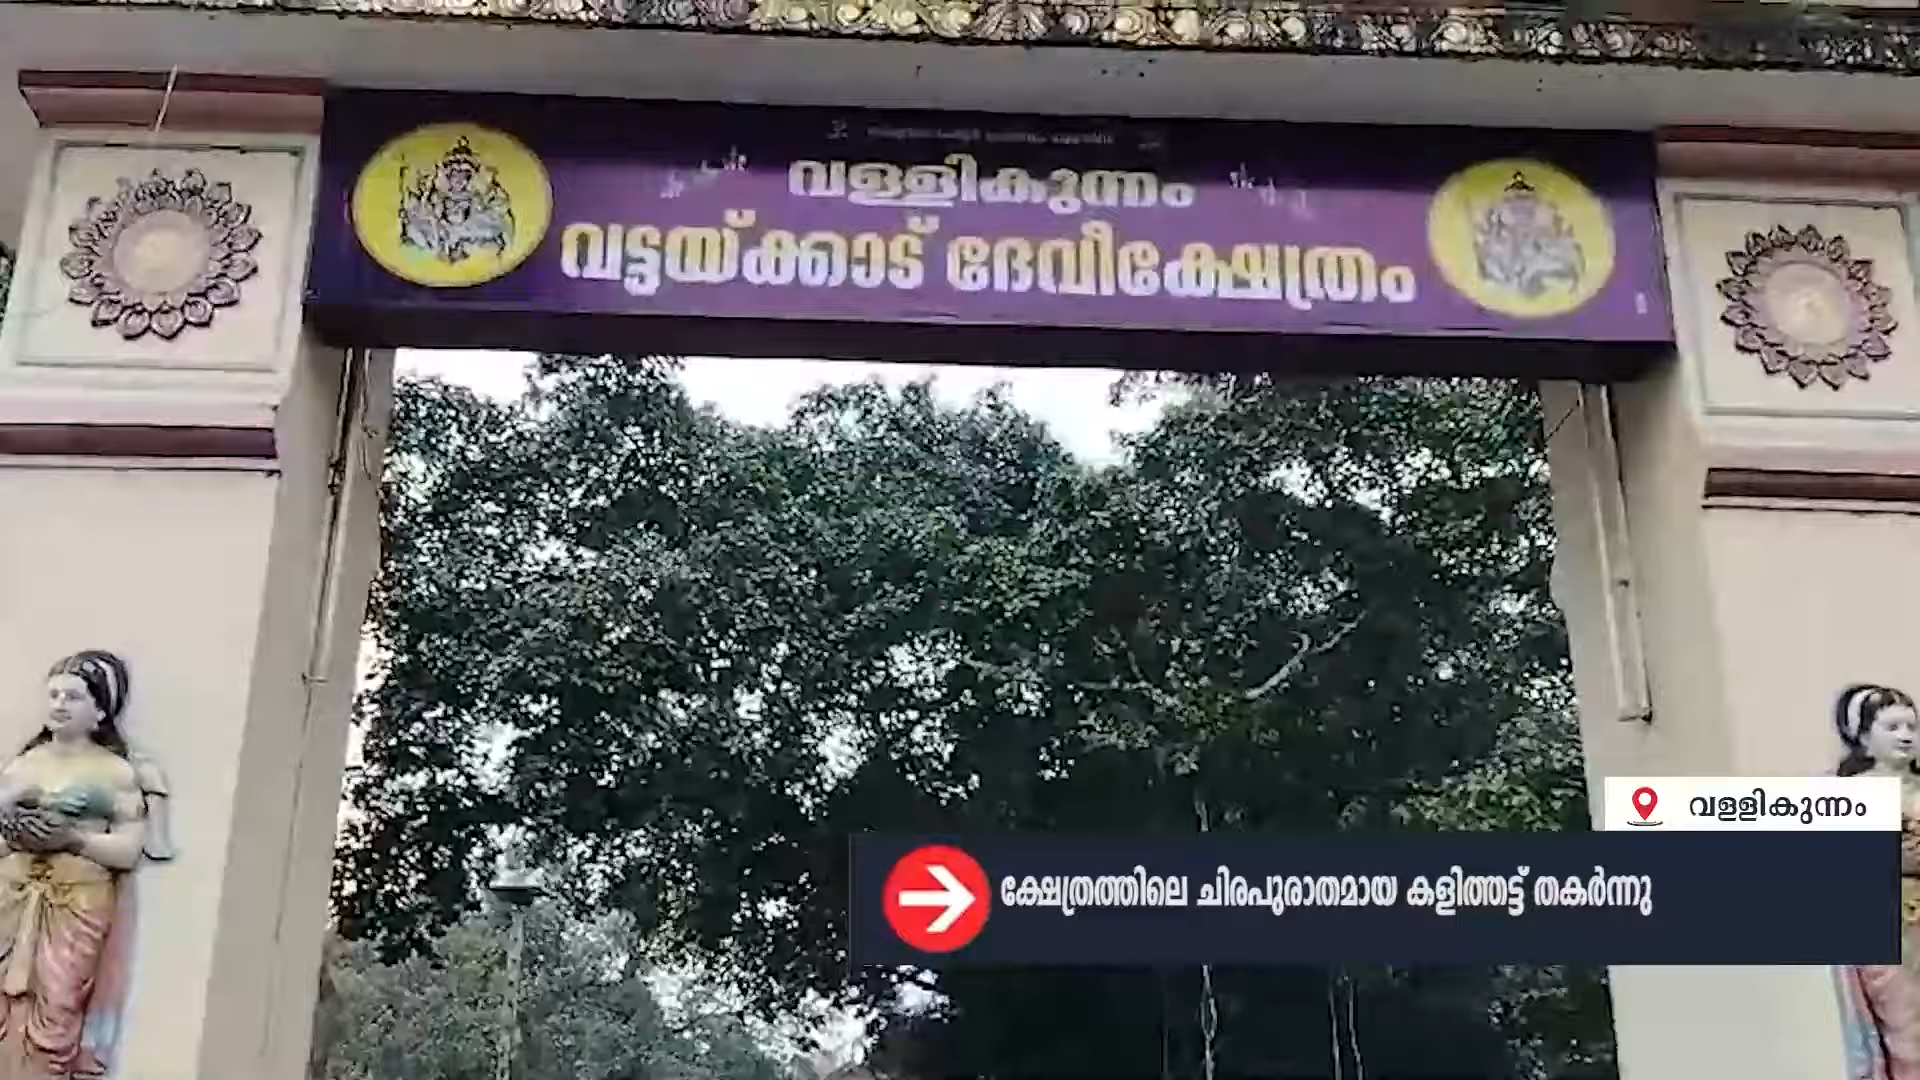 വള്ളികുന്നം
വട്ടയ്ക്കാട് ദേവീക്ഷേത്രം
വള്ളികുന്നം
ക്ഷേത്രത്തിലെ ചിരപുരാതമായ കളിത്തട്ട് തകർന്നു